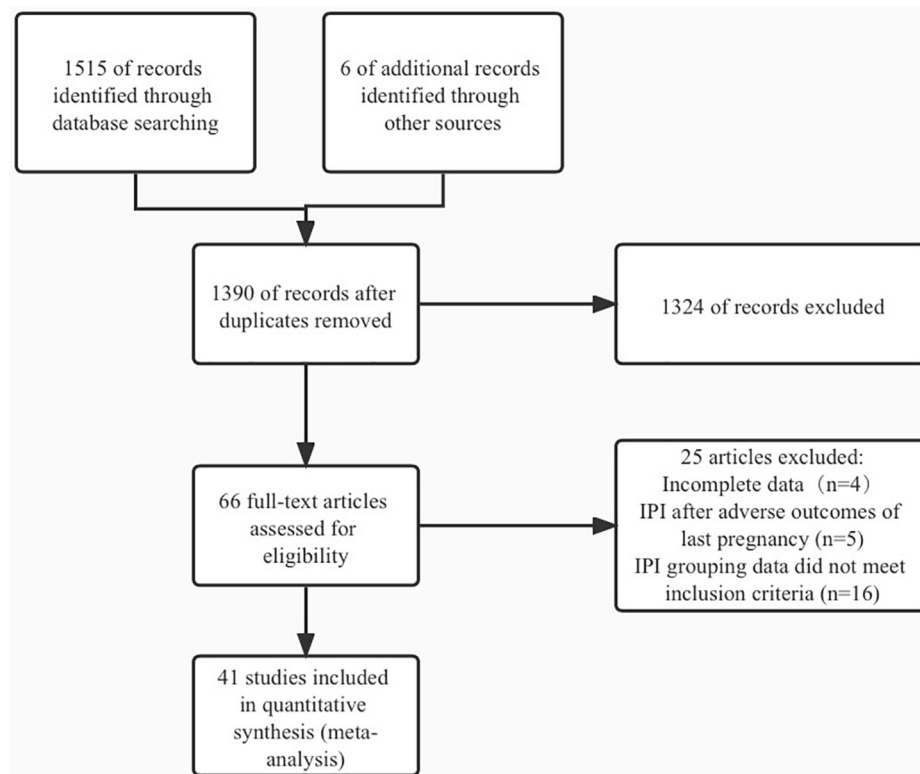 1515 of records
identified through
database searching
6 of additional records
identified through
other sources
1390 of records after
duplicates removed
1324 of records excluded
66 full-text articles
assessed for
eligibility
25 articles excluded:
Incomplete data（n=4）
IPI after adverse outcomes of
last pregnancy (n=5)
IPI grouping data did not meet
inclusion criteria (n=16)
41 studies included
in quantitative
synthesis (meta-
analysis)